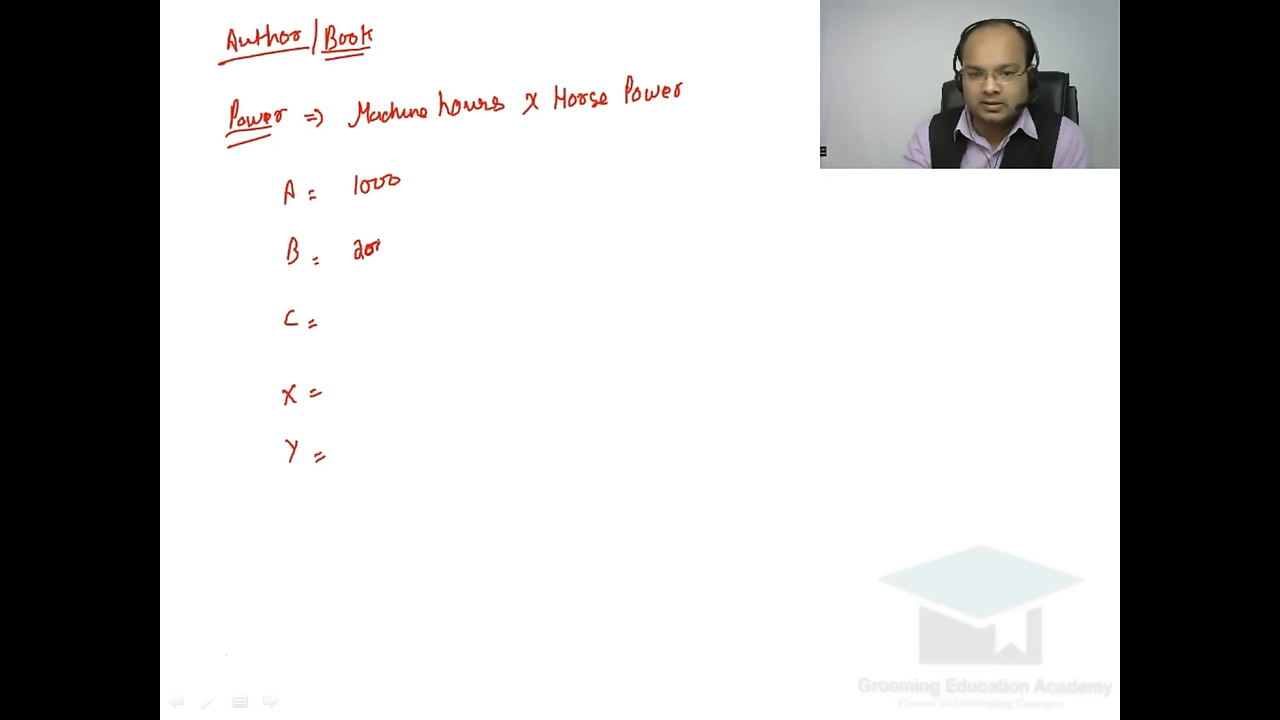 Author/Book
Power => Machine hours x Horse Power
A = 1000
B = 200
C =
X =
Y =
Grooming Education Academy